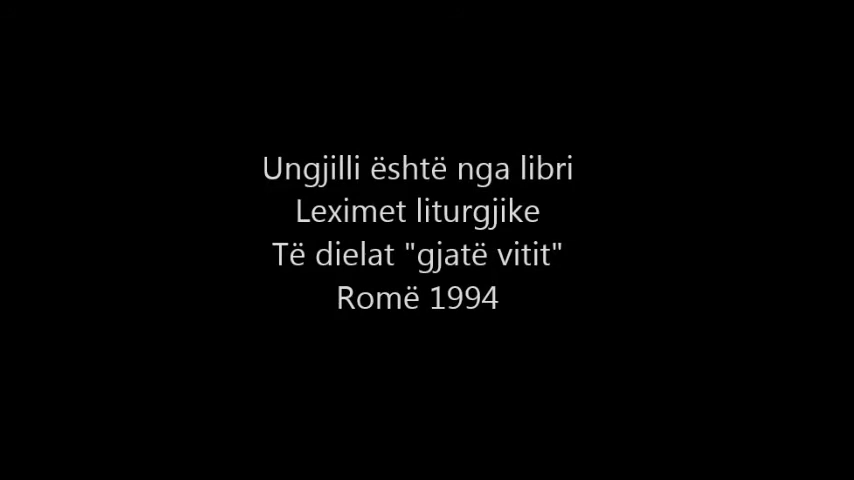 Ungjilli është nga libri
Leximet liturgjike
Të dielat "gjatë vitit"
Romë 1994